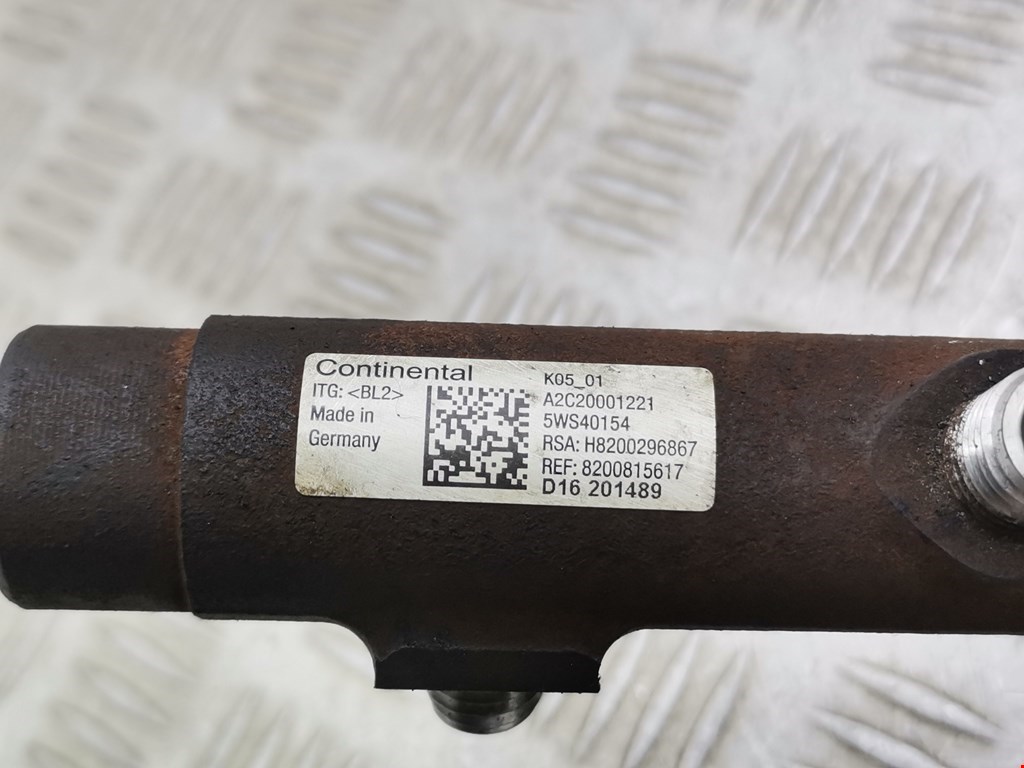 Continental
ITG: <BL2>
Made in
Germany
K05_01
A2C20001221
5WS40154
RSA: H8200296867
REF: 8200815617
D16 201489